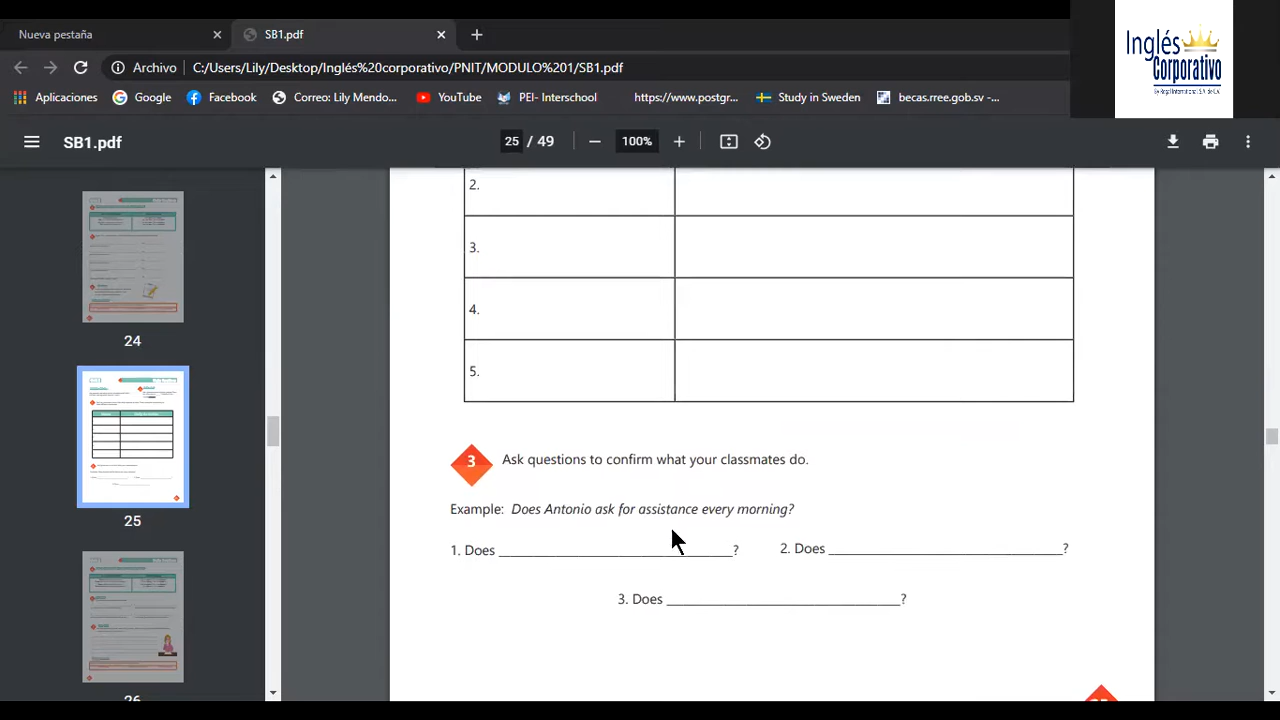 Nueva pestaña
SB1.pdf
Archivo C:/Users/Lily/Desktop/Inglés%20corporativo/PNIT/MODULO%201/SB1.pdf
Aplicaciones Google Facebook Correo: Lily Mendo... YouTube PEI- Interschool https://www.postgr... Study in Sweden becas.rree.gob.sv -...
Inglés
Corporativo
SB1.pdf
25 / 49
100%
2.
3.
4.
5.
3 Ask questions to confirm what your classmates do.
Example: Does Antonio ask for assistance every morning?
1. Does ___________________________?
2. Does ___________________________?
3. Does ___________________________?
24
25